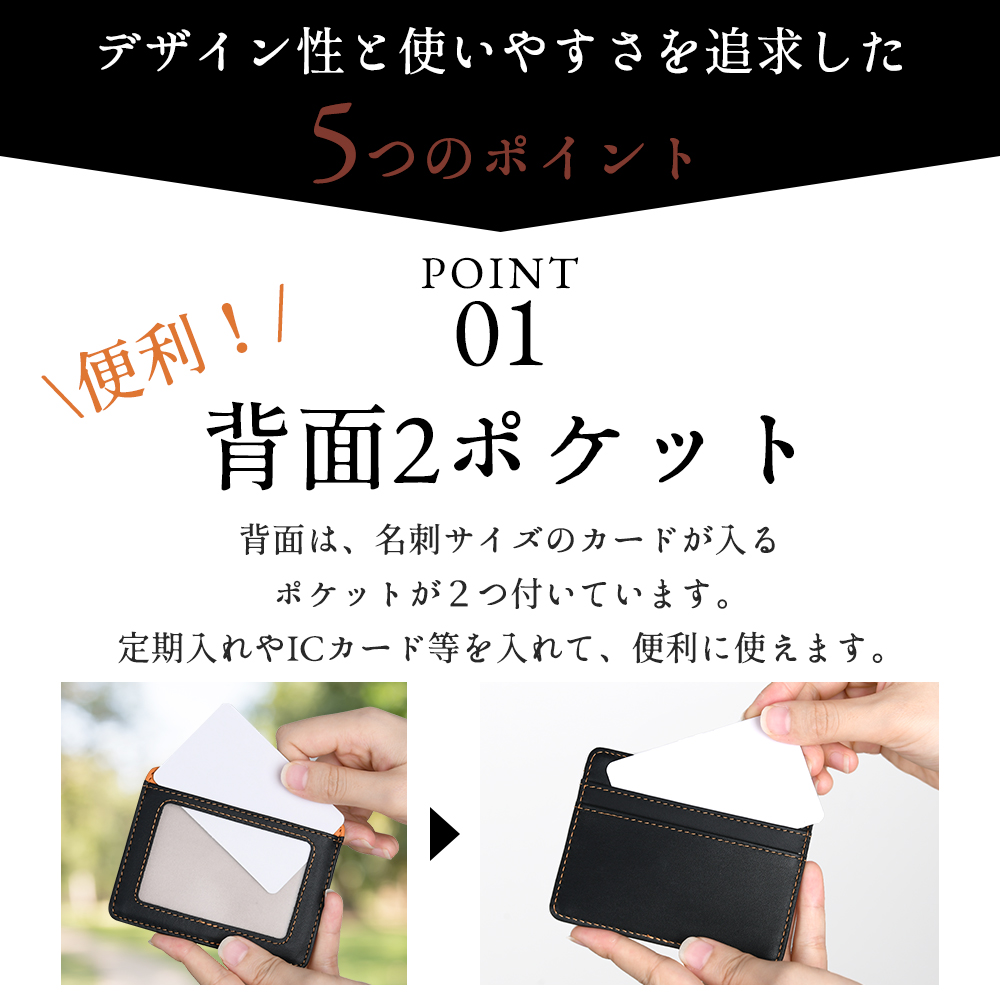 デザイン性と使いやすさを追求した
5つのポイント
POINT
01
\便利！/
背面2ポケット
背面は、名刺サイズのカードが入る
ポケットが２つ付いています。
定期入れやICカード等を入れて、便利に使えます。